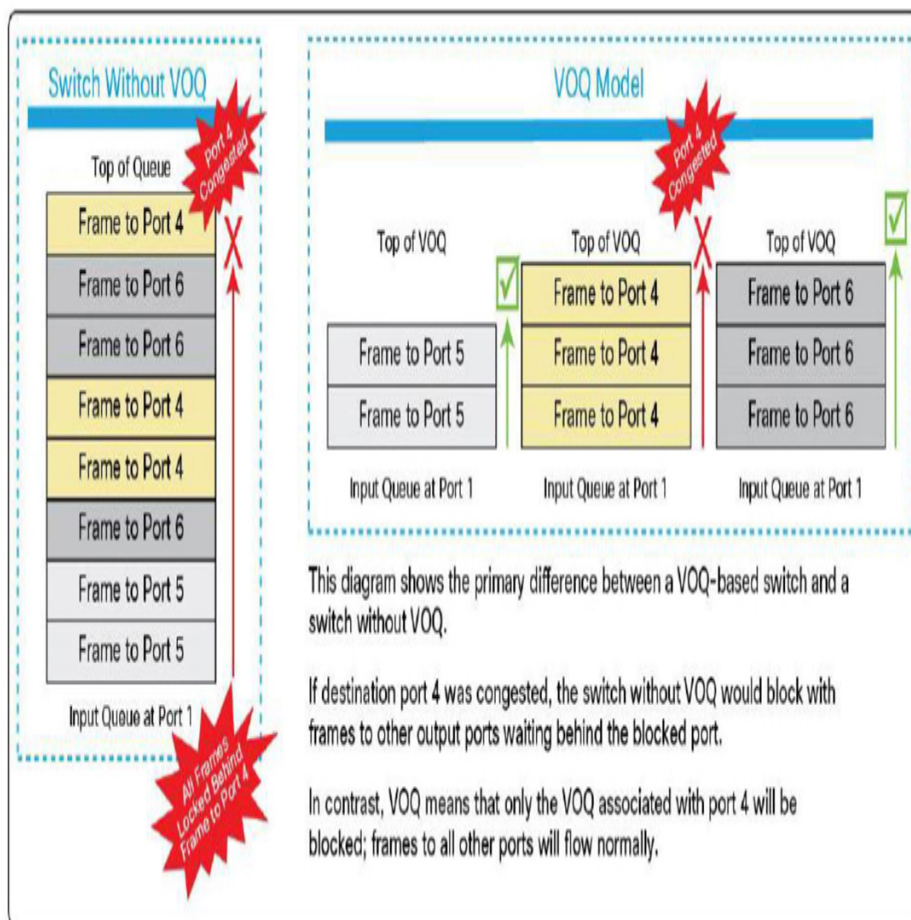 Switch Without VOQ
Port 4
Congested
Top of Queue
Frame to Port 4
Frame to Port 6
Frame to Port 6
Frame to Port 4
Frame to Port 4
Frame to Port 6
Frame to Port 5
Frame to Port 5
Input Queue at Port 1
All Frames
Locked Behind
Frame to Port 4
VOQ Model
Port 4
Congested
Top of VOQ
Frame to Port 5
Frame to Port 5
Input Queue at Port 1
Top of VOQ
Frame to Port 4
Frame to Port 4
Frame to Port 4
Input Queue at Port 1
Top of VOQ
Frame to Port 6
Frame to Port 6
Frame to Port 6
Input Queue at Port 1
This diagram shows the primary difference between a VOQ-based switch and a
switch without VOQ.
If destination port 4 was congested, the switch without VOQ would block with
frames to other output ports waiting behind the blocked port.
In contrast, VOQ means that only the VOQ associated with port 4 will be
blocked; frames to all other ports will flow normally.